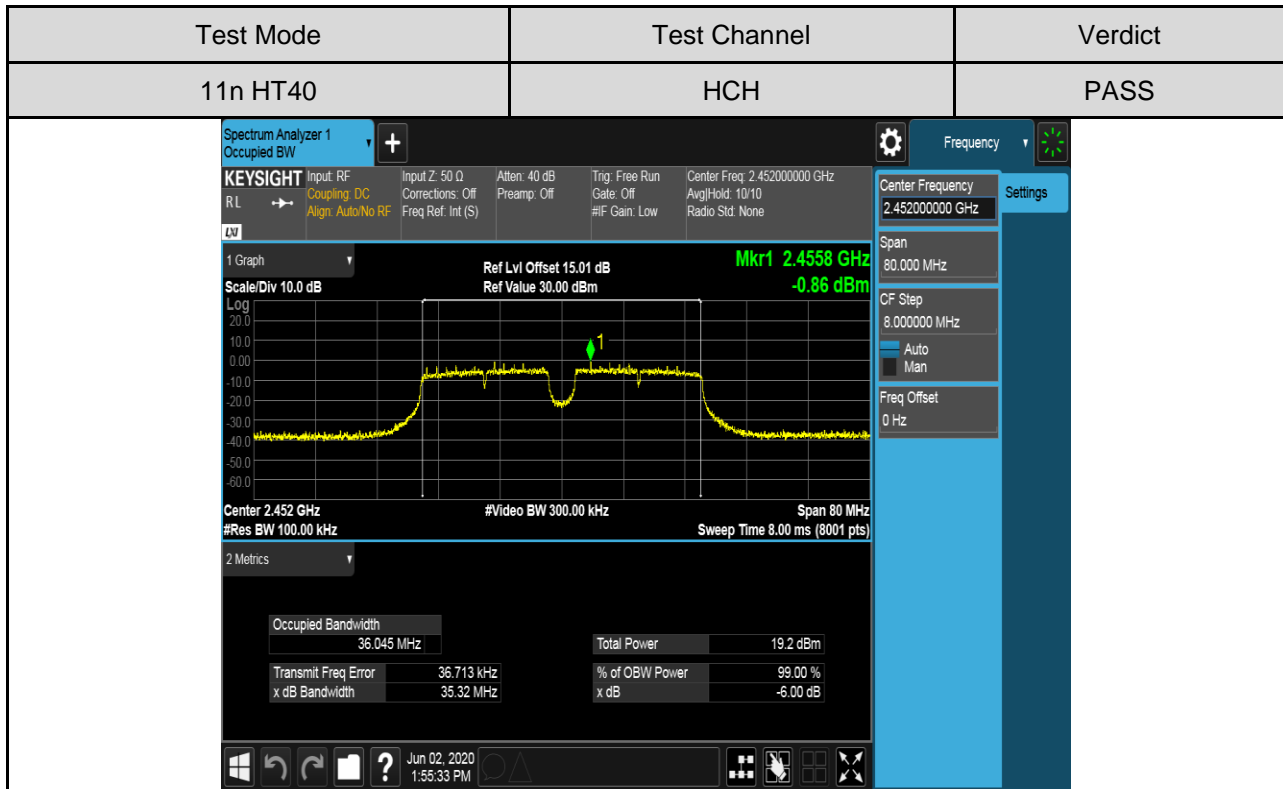 Test Mode Test Channel Verdict
11n HT40 HCH PASS
Spectrum Analyzer 1
Occupied BW
+
Frequency
KEYSIGHT Input: RF Input Z: 50 Ω Atten: 40 dB Trig: Free Run Center Freq: 2.452000000 GHz
RL Coupling: DC Corrections: Off Preamp: Off Gate: Off Avg|Hold: 10/10
Align: Auto/No RF Freq Ref: Int (S) #IF Gain: Low Radio Std: None
LXI
Center Frequency
2.452000000 GHz
Settings
Span
80.000 MHz
CF Step
8.000000 MHz
Auto
Man
Freq Offset
0 Hz
1 Graph
Ref Lvl Offset 15.01 dB
Mkr1 2.4558 GHz
Scale/Div 10.0 dB Ref Value 30.00 dBm -0.86 dBm
Log
20.0
10.0
1
0.00
-10.0
-20.0
-30.0
-40.0
-50.0
-60.0
Center 2.452 GHz #Video BW 300.00 kHz Span 80 MHz
#Res BW 100.00 kHz Sweep Time 8.00 ms (8001 pts)
2 Metrics
Occupied Bandwidth
36.045 MHz Total Power 19.2 dBm
Transmit Freq Error 36.713 kHz % of OBW Power 99.00 %
x dB Bandwidth 35.32 MHz x dB -6.00 dB
? Jun 02, 2020
1:55:33 PM